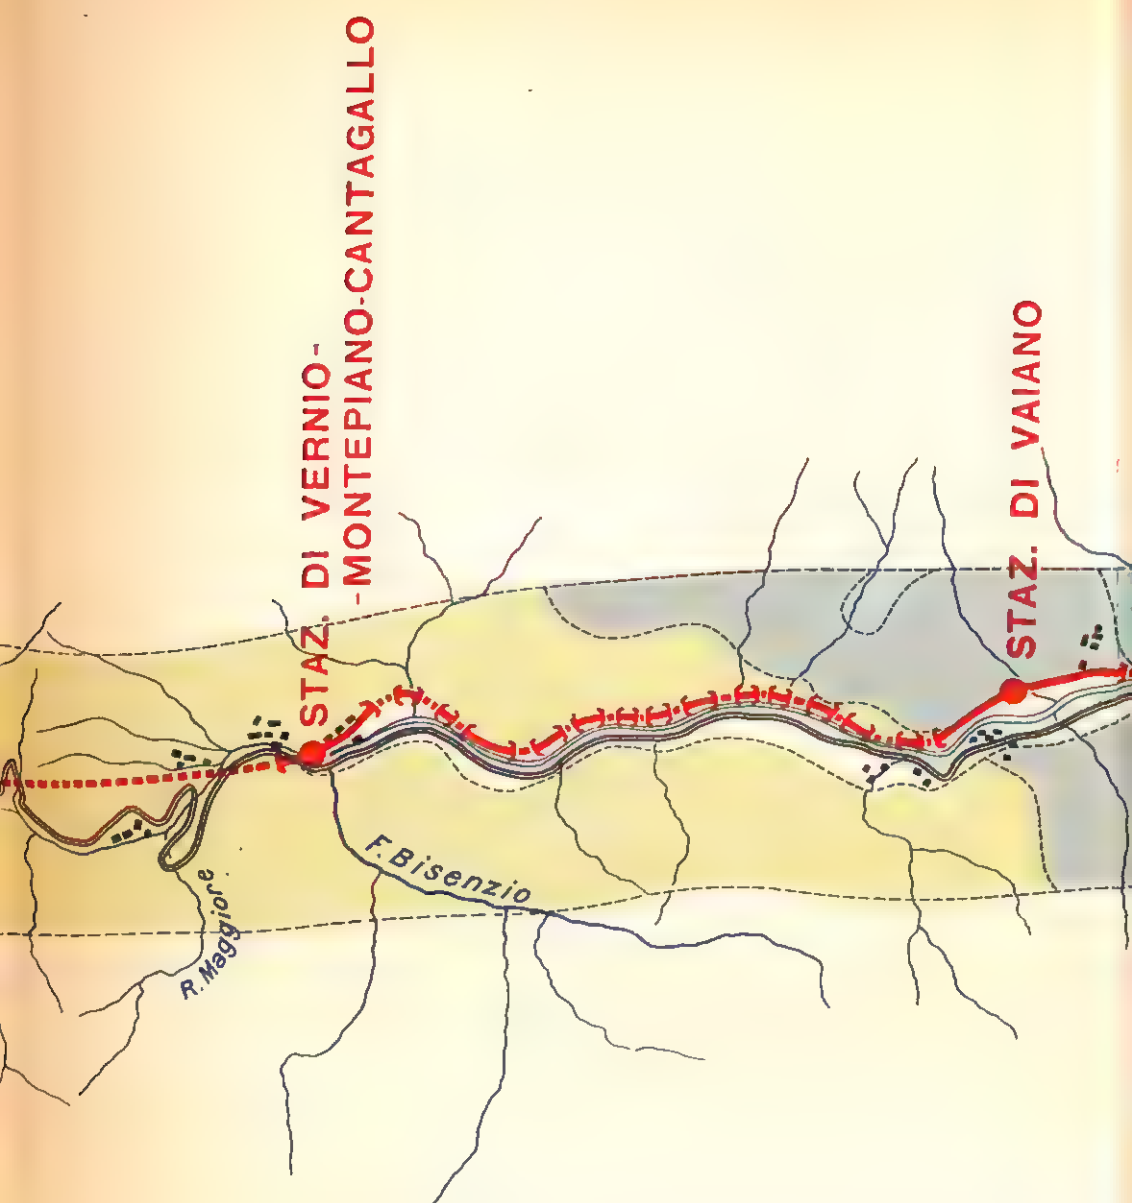 STAZ. DI VERNIO-
-MONTEPIANO-CANTAGALLO
STAZ. DI VAIANO
F. Bisenzio
R. Maggiore